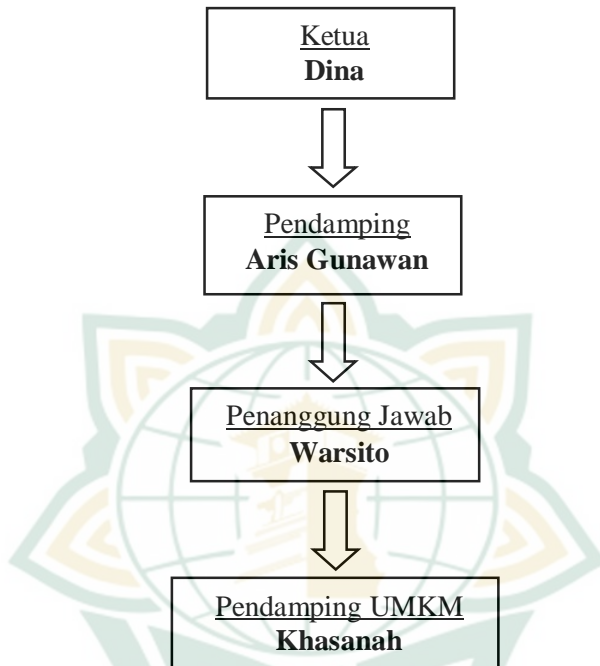 Ketua
Dina
Pendamping
Aris Gunawan
Penanggung Jawab
Warsito
Pendamping UMKM
Khasanah